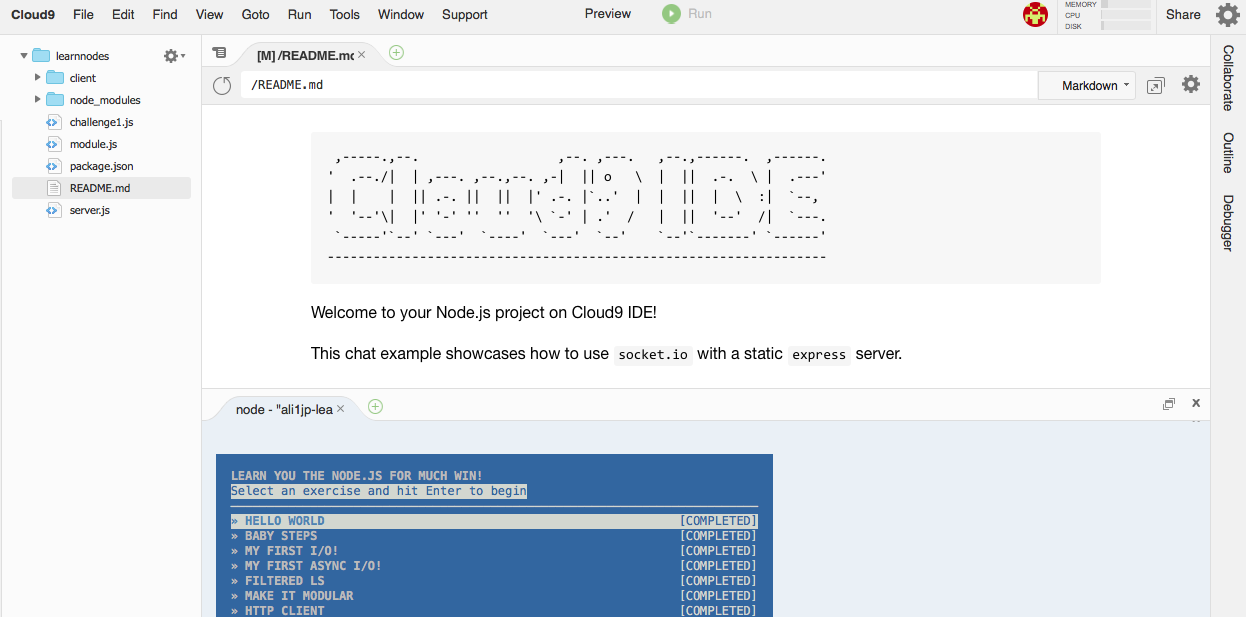 Cloud9 File Edit Find View Goto Run Tools Window Support Preview Run MEMORY CPU DISK Share
learnnodes
client
node_modules
challenge1.js
module.js
package.json
README.md
server.js
[M] /README.mc
/README.md Markdown
Collaborate
Outline
Debugger
 ,-----.,--.                  ,--. ,---.   ,--.,------.  ,------.
'  .--./|  | ,---. ,--.,--. ,-|  || o   \  |  ||  .-.  \ |  .---'
|  |    |  || .-. ||  ||  |' .-. |`..'  |  |  ||  |  \  :|  `--,
'  '--'\|  |' '-' ''  ''  '\ `-' | .'  /   |  ||  '--'  /|  `---.
 `-----'`--' `---'  `----'  `---'  `--'    `--'`-------' `------'
-----------------------------------------------------------------
Welcome to your Node.js project on Cloud9 IDE!
This chat example showcases how to use socket.io with a static express server.
node - "ali1jp-lea
LEARN YOU THE NODE.JS FOR MUCH WIN!
Select an exercise and hit Enter to begin
» HELLO WORLD [COMPLETED]
» BABY STEPS [COMPLETED]
» MY FIRST I/O! [COMPLETED]
» MY FIRST ASYNC I/O! [COMPLETED]
» FILTERED LS [COMPLETED]
» MAKE IT MODULAR [COMPLETED]
» HTTP CLIENT [COMPLETED]